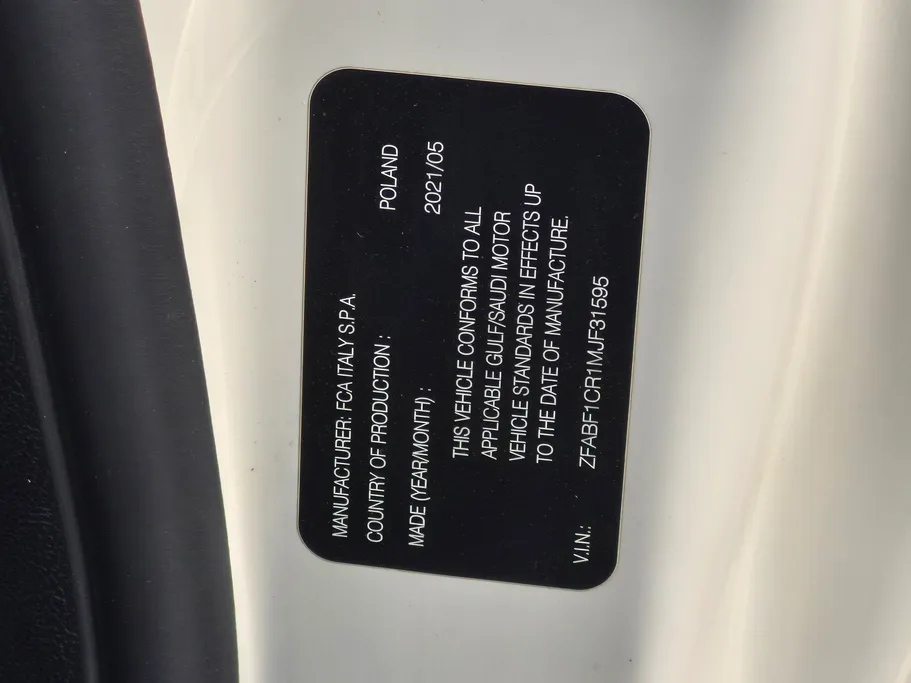 MANUFACTURER: FCA ITALY S.P.A.
COUNTRY OF PRODUCTION : POLAND
MADE (YEAR/MONTH) : 2021/05
THIS VEHICLE CONFORMS TO ALL
APPLICABLE GULF/SAUDI MOTOR
VEHICLE STANDARDS IN EFFECTS UP
TO THE DATE OF MANUFACTURE.
V.I.N.: ZFABF1CR1MJF31595